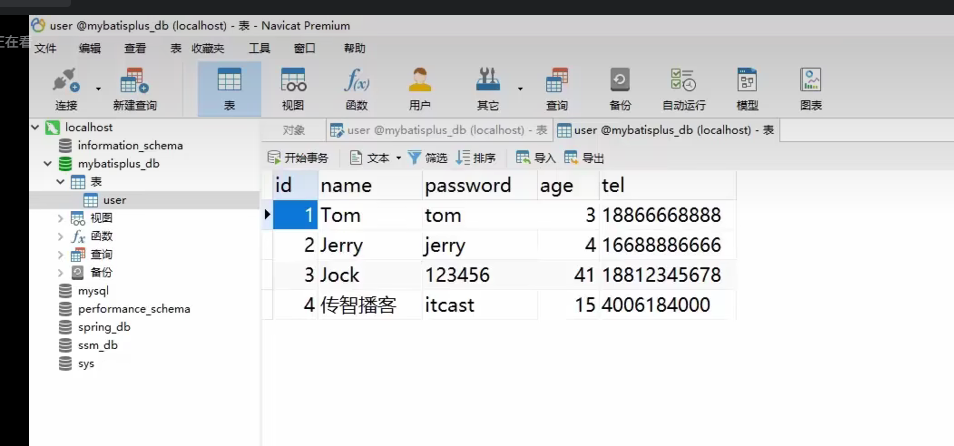 user @mybatisplus_db (localhost) - 表 - Navicat Premium
正在看
文件 编辑 查看 表 收藏夹 工具 窗口 帮助
f(x)
连接 新建查询 表 视图 函数 用户 其它 查询 备份 自动运行 模型 图表
localhost
information_schema
mybatisplus_db
表
user
视图
fx 函数
查询
备份
mysql
performance_schema
spring_db
ssm_db
sys
对象 user @mybatisplus_db (localhost) - 表 user @mybatisplus_db (localhost) - 表
开始事务 文本 筛选 排序 导入 导出
id name password age tel
1 Tom tom 3 18866668888
2 Jerry jerry 4 16688886666
3 Jock 123456 41 18812345678
4 传智播客 itcast 15 4006184000